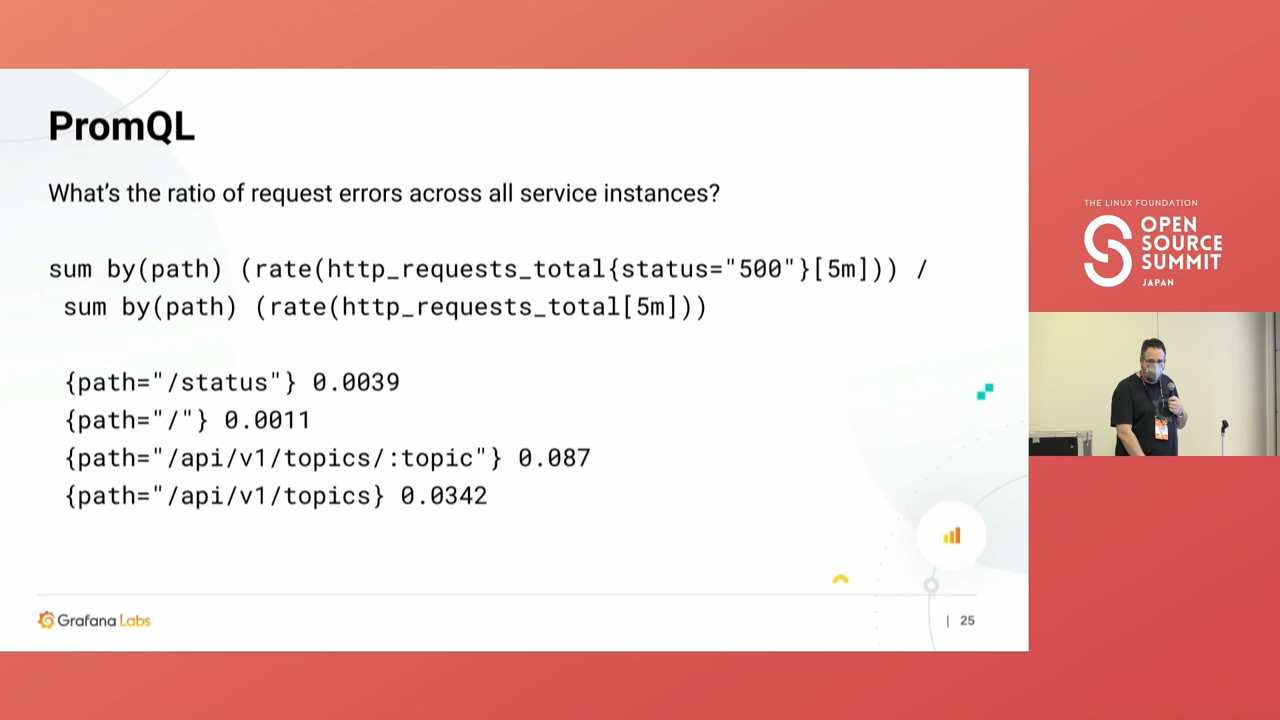 PromQL
What's the ratio of request errors across all service instances?
sum by(path) (rate(http_requests_total{status="500"}[5m])) /
sum by(path) (rate(http_requests_total[5m]))
{path="/status"} 0.0039
{path="/"} 0.0011
{path="/api/v1/topics/:topic"} 0.087
{path="/api/v1/topics} 0.0342
Grafana Labs
| 25
THE LINUX FOUNDATION
OPEN
SOURCE
SUMMIT
JAPAN